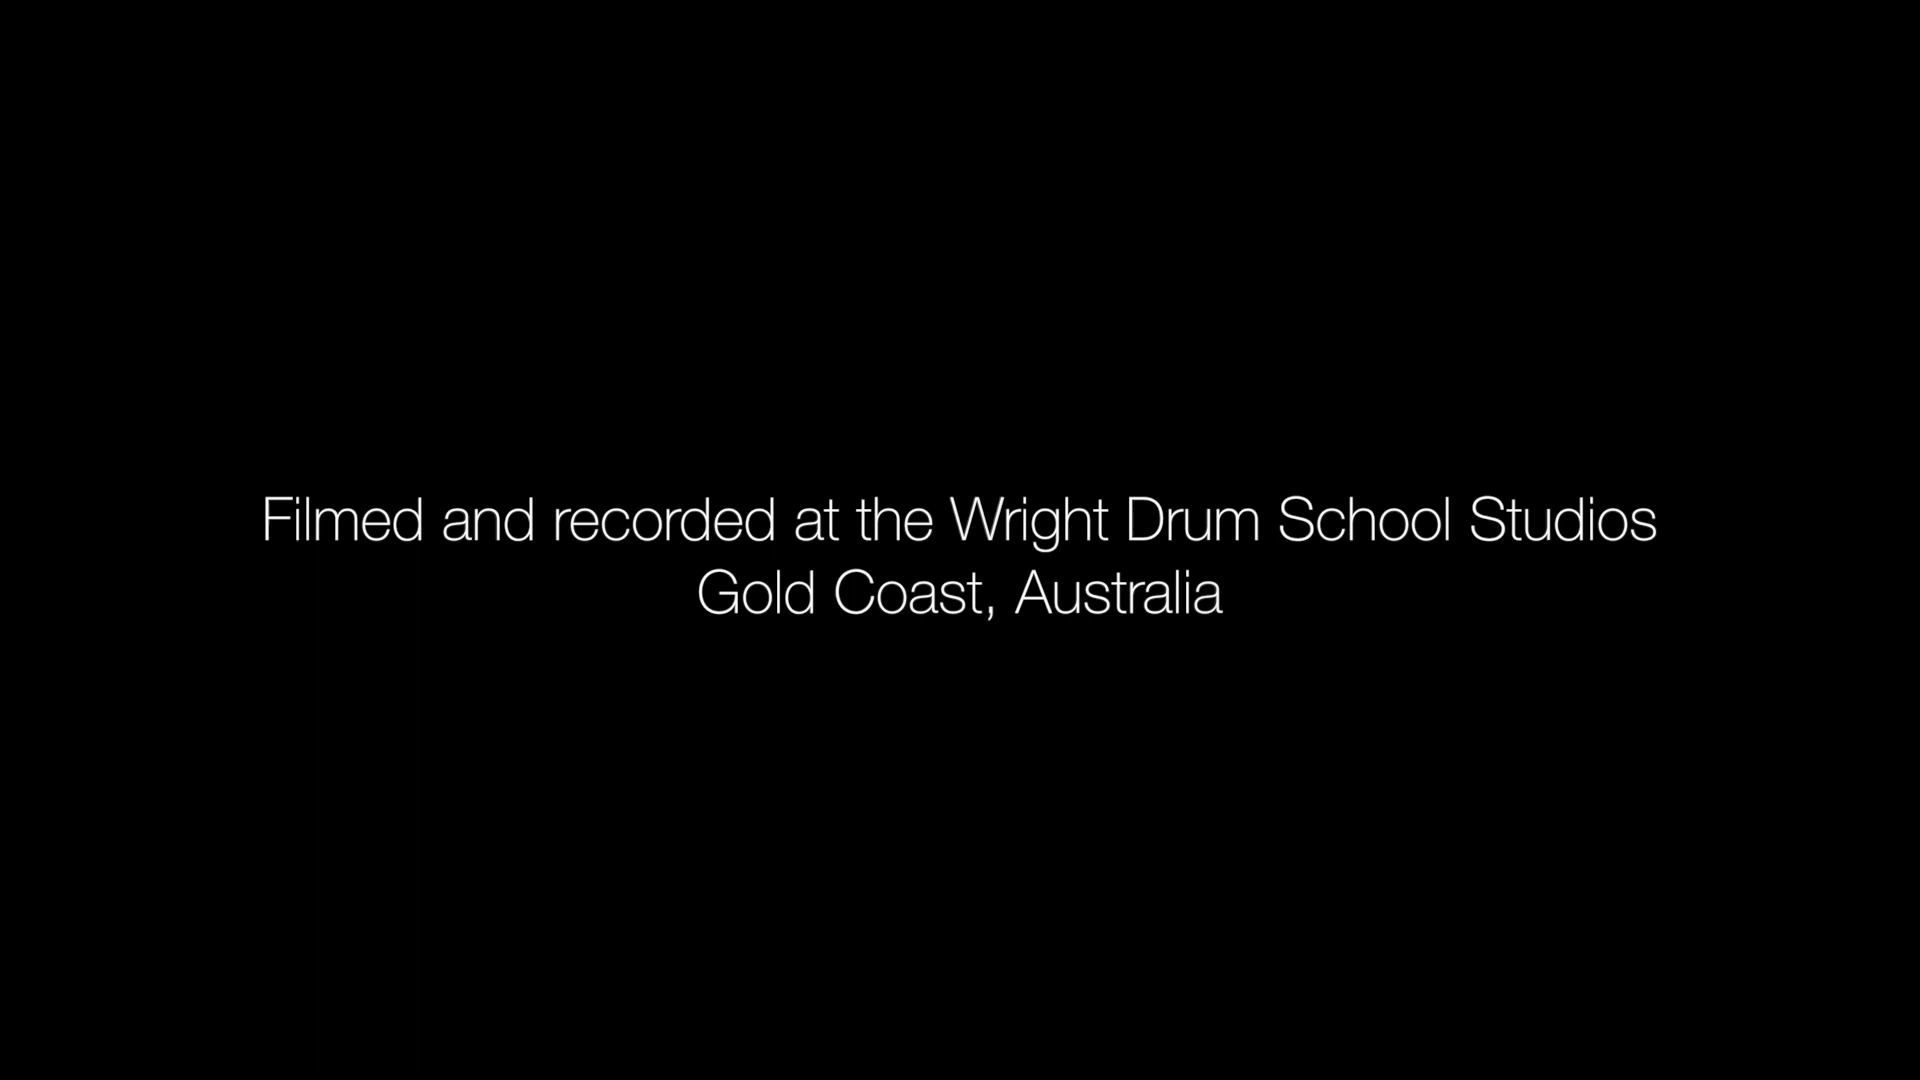 Filmed and recorded at the Wright Drum School Studios
Gold Coast, Australia